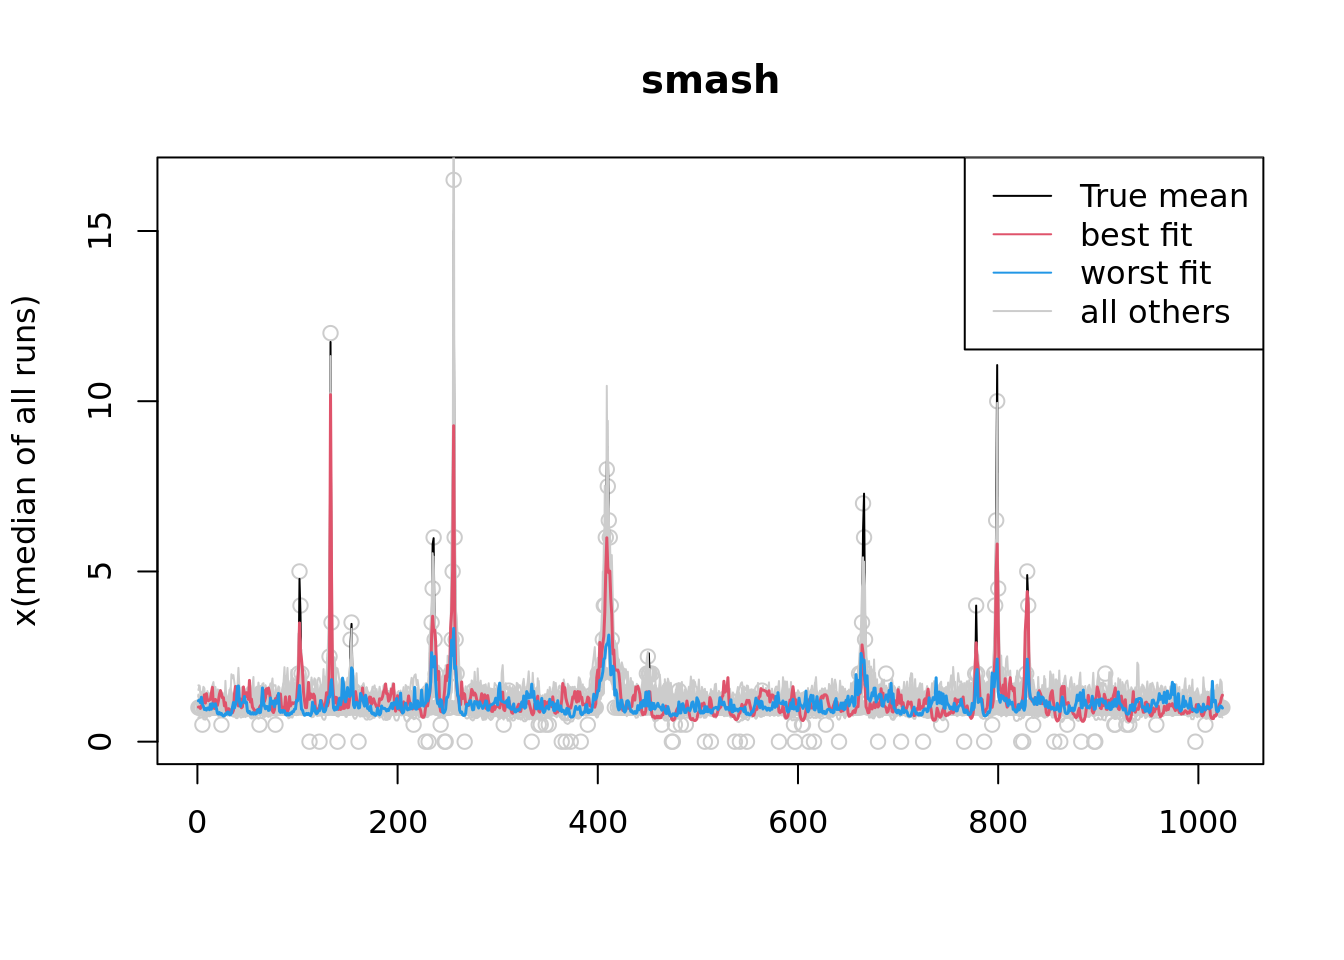 smash
x(median of all runs)
15
10
5
0
True mean
best fit
worst fit
all others
0 200 400 600 800 1000